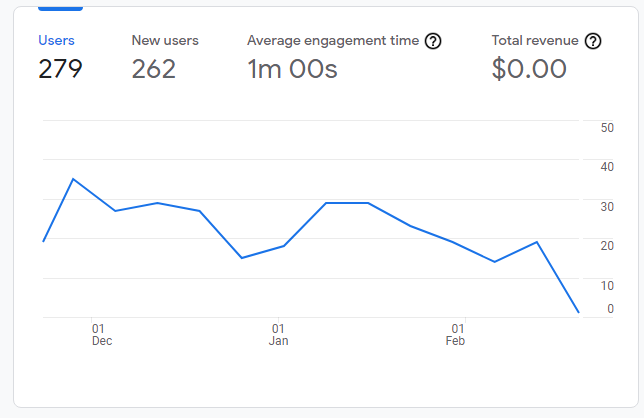 Users New users Average engagement time ? Total revenue ?
279 262 1m 00s $0.00
50
40
30
20
10
0
01 01 01
Dec Jan Feb